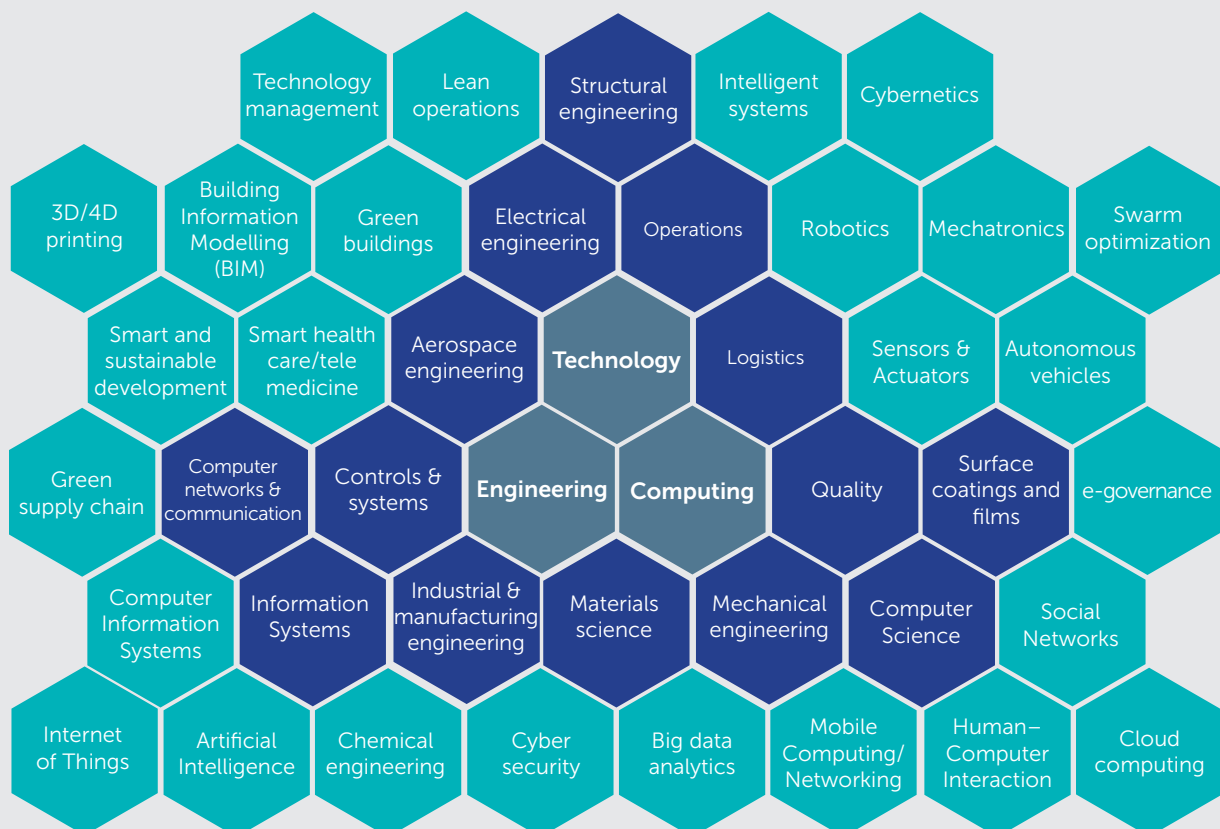 Technology
management
Lean
operations
Structural
engineering
Intelligent
systems
Cybernetics
3D/4D
printing
Building
Information
Modelling
(BIM)
Green
buildings
Electrical
engineering
Operations
Robotics
Mechatronics
Swarm
optimization
Smart and
sustainable
development
Smart health
care/tele
medicine
Aerospace
engineering
Technology
Logistics
Sensors &
Actuators
Autonomous
vehicles
Green
supply chain
Computer
networks &
communication
Controls &
systems
Engineering
Computing
Quality
Surface
coatings and
films
e-governance
Computer
Information
Systems
Information
Systems
Industrial &
manufacturing
engineering
Materials
science
Mechanical
engineering
Computer
Science
Social
Networks
Internet
of Things
Artificial
Intelligence
Chemical
engineering
Cyber
security
Big data
analytics
Mobile
Computing/
Networking
Human–
Computer
Interaction
Cloud
computing